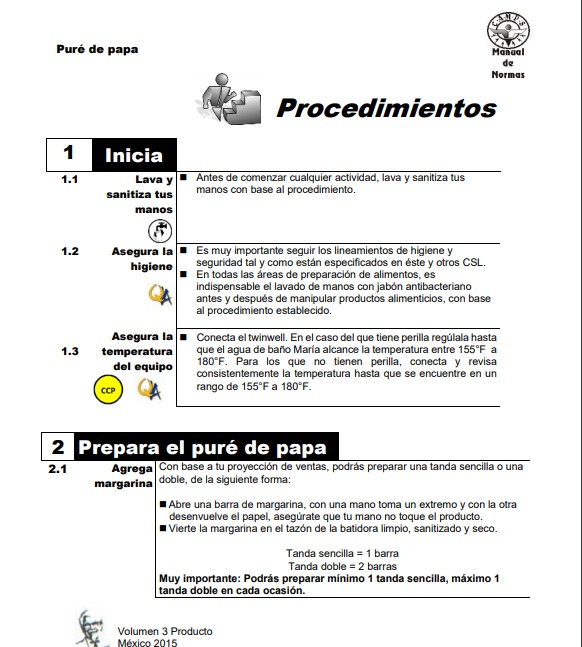 Puré de papa
C.A.M.P.S
Manual
de
Normas
Procedimientos
1 Inicia
1.1 Lava y
sanitiza tus
manos
■ Antes de comenzar cualquier actividad, lava y sanitiza tus
manos con base al procedimiento.
1.2 Asegura la
higiene
QA
■ Es muy importante seguir los lineamientos de higiene y
seguridad tal y como están especificados en éste y otros CSL.
■ En todas las áreas de preparación de alimentos, es
indispensable el lavado de manos con jabón antibacteriano
antes y después de manipular productos alimenticios, con base
al procedimiento establecido.
1.3 Asegura la
temperatura
del equipo
CCP QA
■ Conecta el twinwell. En el caso del que tiene perilla regúlala hasta
que el agua de baño María alcance la temperatura entre 155°F a
180°F. Para los que no tienen perilla, conecta y revisa
consistentemente la temperatura hasta que se encuentre en un
rango de 155°F a 180°F.
2 Prepara el puré de papa
2.1 Agrega
margarina
Con base a tu proyección de ventas, podrás preparar una tanda sencilla o una
doble, de la siguiente forma:
■ Abre una barra de margarina, con una mano toma un extremo y con la otra
desenvuelve el papel, asegúrate que tu mano no toque el producto.
■ Vierte la margarina en el tazón de la batidora limpio, sanitizado y seco.
Tanda sencilla = 1 barra
Tanda doble = 2 barras
Muy importante: Podrás preparar mínimo 1 tanda sencilla, máximo 1
tanda doble en cada ocasión.
Volumen 3 Producto
México 2015